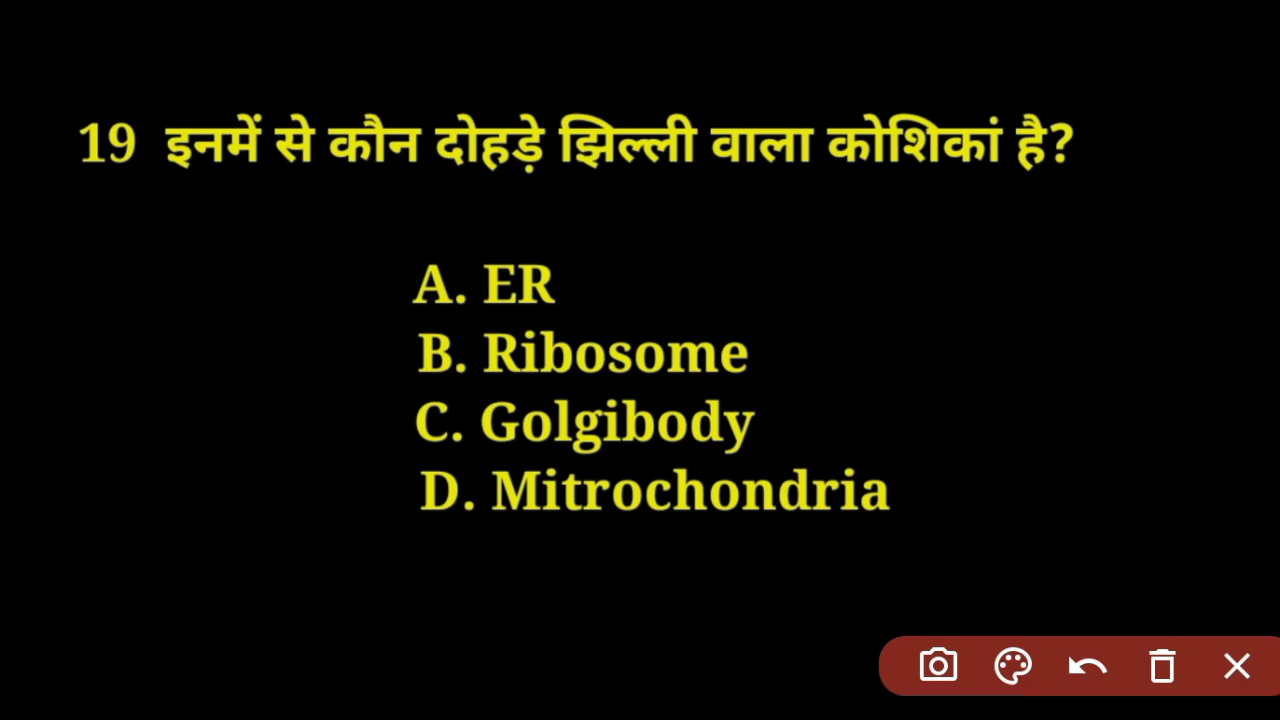 19 इनमें से कौन दोहड़े झिल्ली वाला कोशिकां है?
A. ER
B. Ribosome
C. Golgibody
D. Mitrochondria